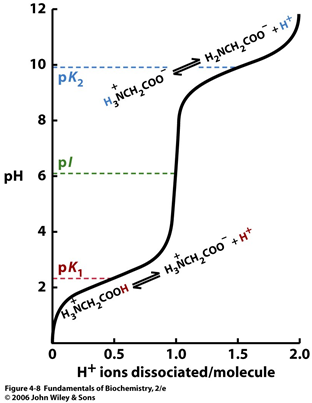 12
10
pK₂
H₃N⁺CH₂COO⁻ ⇌ H₂NCH₂COO⁻ + H⁺
8
6
pI
pH
4
pK₁
H₃N⁺CH₂COOH ⇌ H₃N⁺CH₂COO⁻ + H⁺
2
0 0.5 1.0 1.5 2.0
H⁺ ions dissociated/molecule
Figure 4-8 Fundamentals of Biochemistry, 2/e
© 2006 John Wiley & Sons